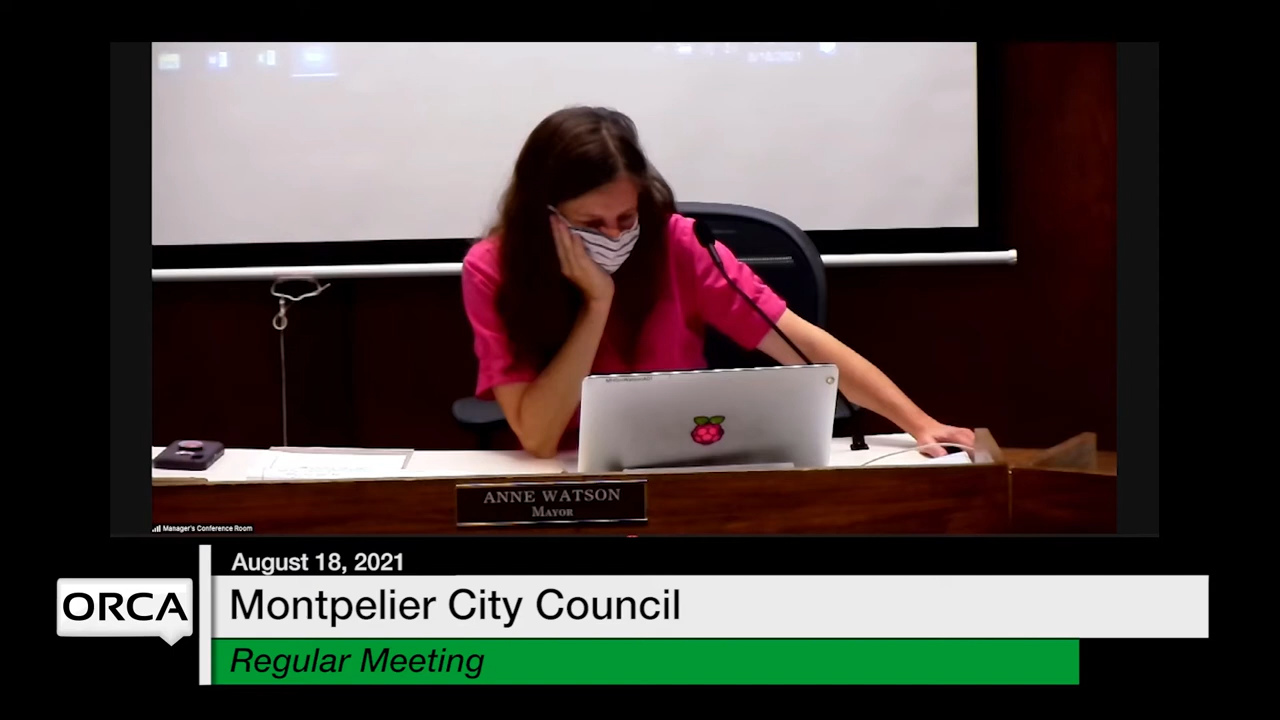 ANNE WATSON
MAYOR
Manager's Conference Room
August 18, 2021
ORCA
Montpelier City Council
Regular Meeting